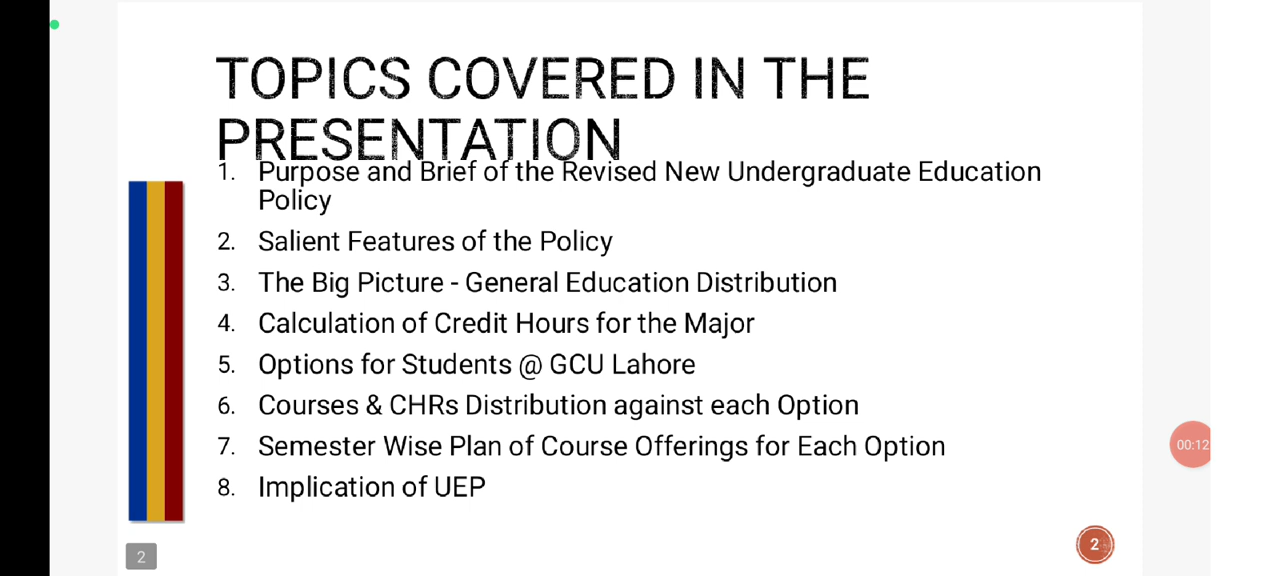 TOPICS COVERED IN THE
PRESENTATION
1. Purpose and Brief of the Revised New Undergraduate Education
Policy
2. Salient Features of the Policy
3. The Big Picture - General Education Distribution
4. Calculation of Credit Hours for the Major
5. Options for Students @ GCU Lahore
6. Courses & CHRs Distribution against each Option
7. Semester Wise Plan of Course Offerings for Each Option
8. Implication of UEP
00:12
2
2